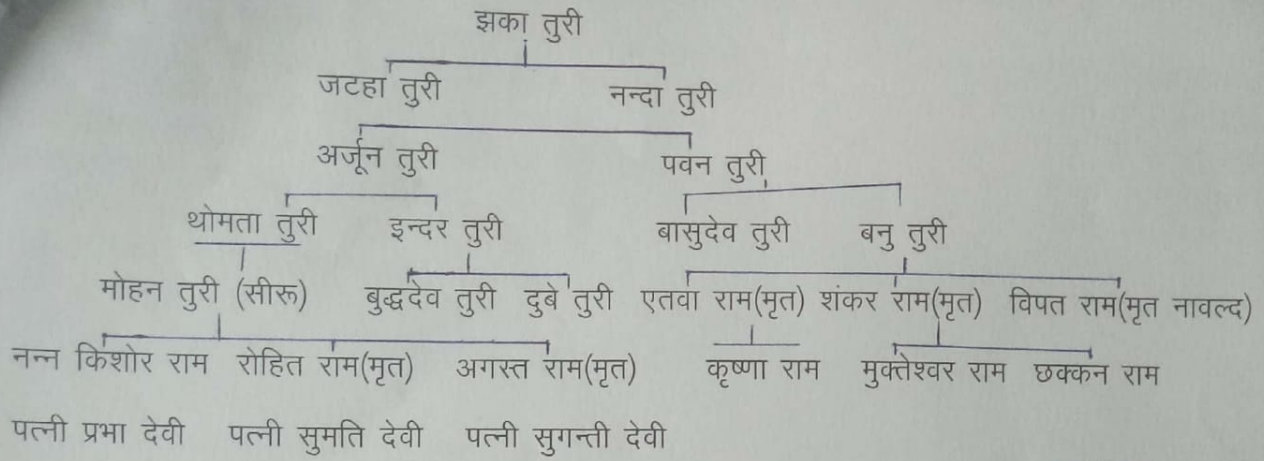 झका तुरी
जटहा तुरी नन्दा तुरी
अर्जून तुरी पवन तुरी
थोमता तुरी इन्दर तुरी बासुदेव तुरी बनु तुरी
मोहन तुरी (सीरू) बुद्धदेव तुरी दुबे तुरी एतवा राम(मृत) शंकर राम(मृत) विपत राम(मृत नावल्द)
नन्न किशोर राम रोहित राम(मृत) अगस्त राम(मृत) कृष्णा राम मुक्तेश्वर राम छक्कन राम
पत्नी प्रभा देवी पत्नी सुमति देवी पत्नी सुगन्ती देवी